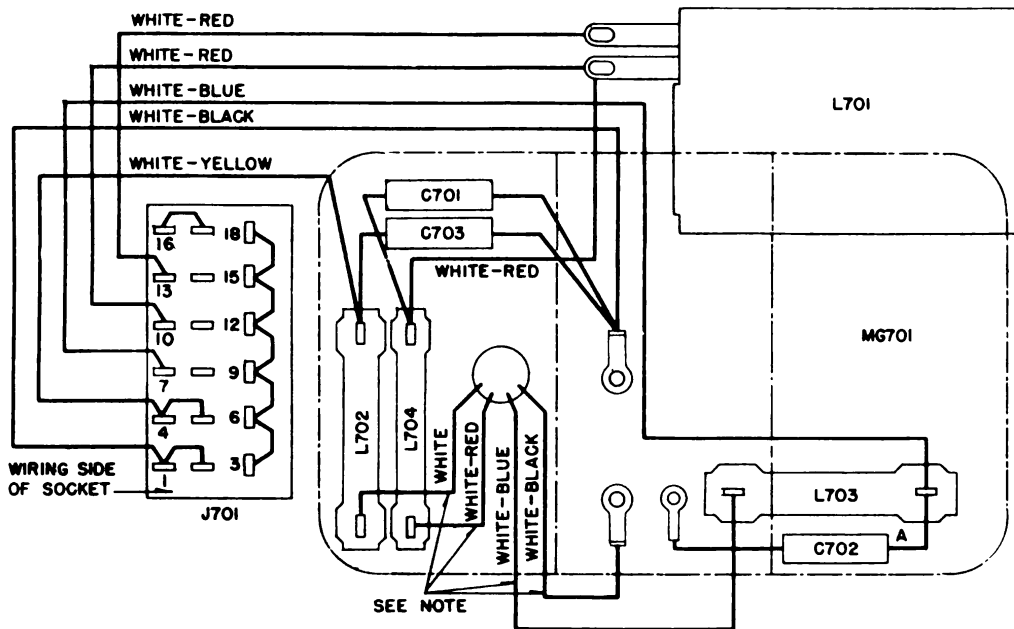 WHITE-RED
WHITE-RED
WHITE-BLUE
WHITE-BLACK
WHITE-YELLOW
L701
C701
C703
WHITE-RED
MG701
16
18
13
15
10
12
7
9
4
6
1
3
WIRING SIDE
OF SOCKET
J701
L702
L704
WHITE
WHITE-RED
WHITE-BLUE
WHITE-BLACK
L703
A
C702
SEE NOTE